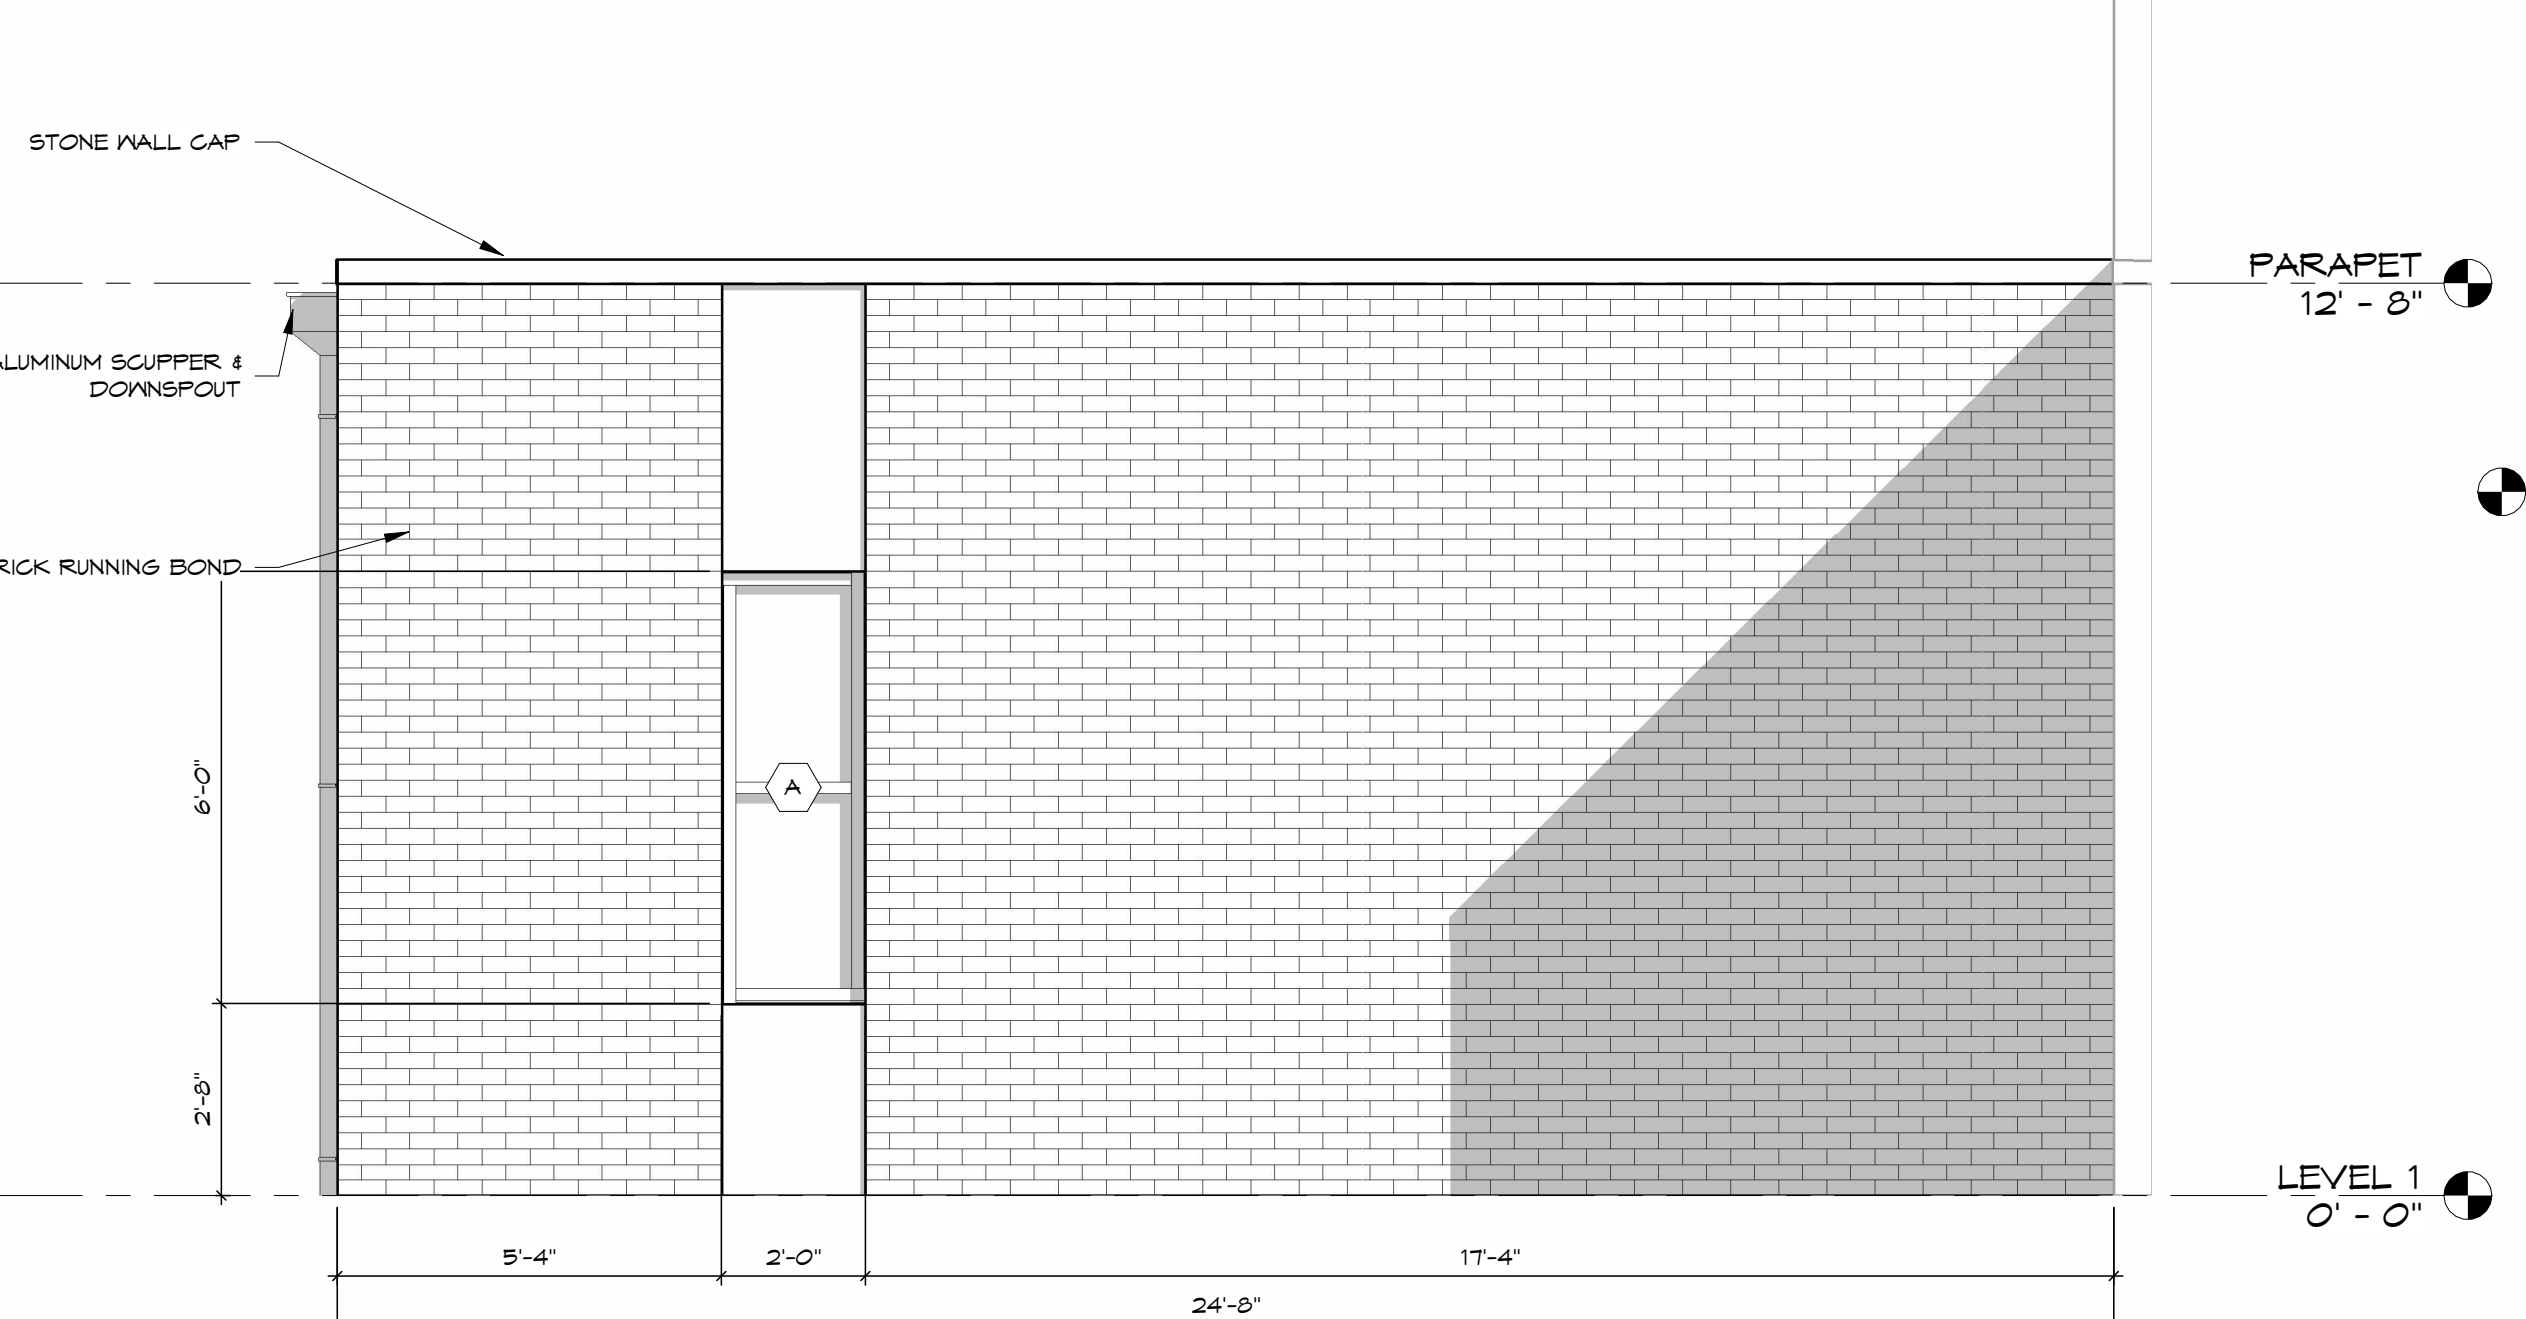 STONE WALL CAP
PARAPET
12' - 8"
LUMINUM SCUPPER &
DOWNSPOUT
RICK RUNNING BOND
6'-0"
A
2'-8"
LEVEL 1
0' - 0"
5'-4"
2'-0"
17'-4"
24'-8"